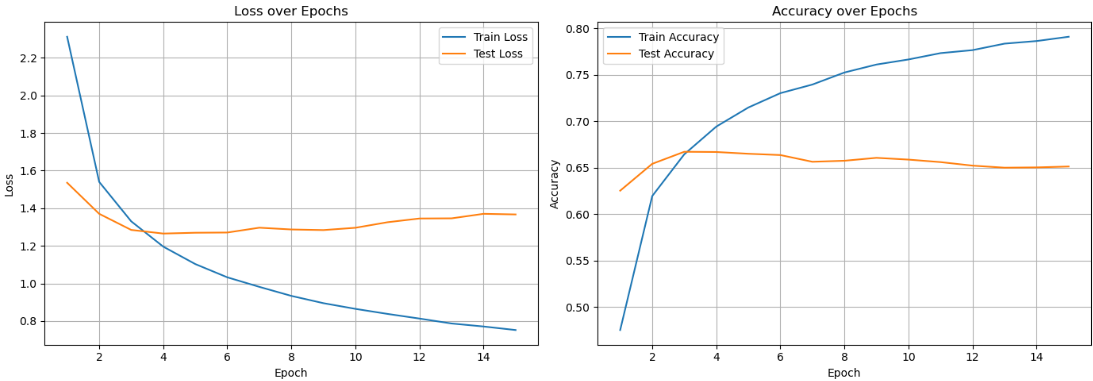 Loss over Epochs
Train Loss
Test Loss
2.2
2.0
1.8
1.6
1.4
1.2
1.0
0.8
Loss
2 4 6 8 10 12 14
Epoch
Accuracy over Epochs
Train Accuracy
Test Accuracy
0.80
0.75
0.70
0.65
0.60
0.55
0.50
Accuracy
2 4 6 8 10 12 14
Epoch